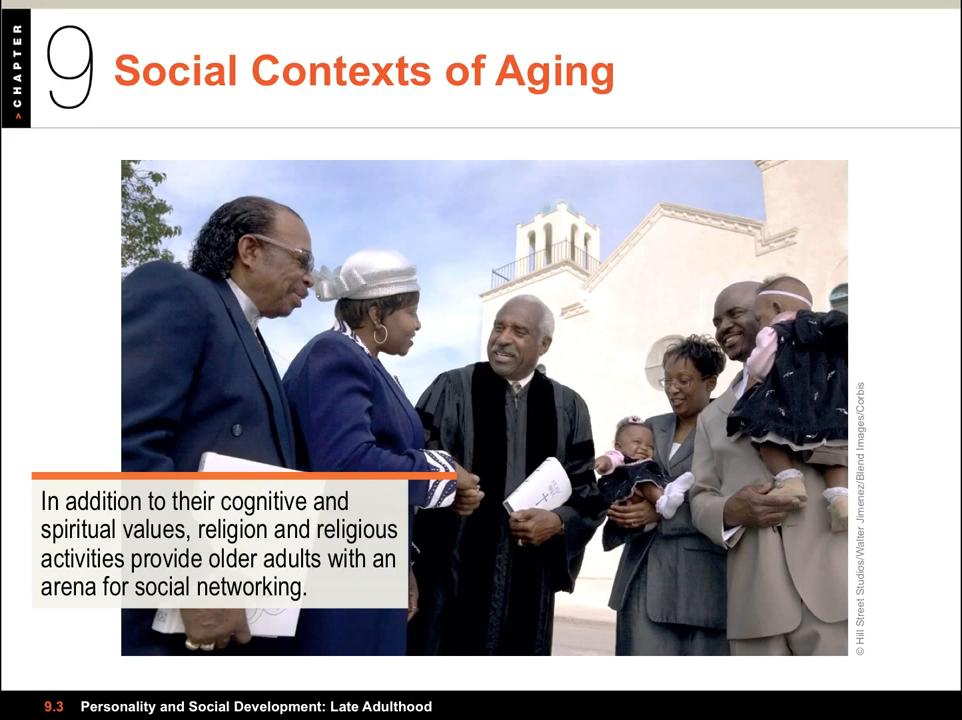 > CHAPTER
9
Social Contexts of Aging
In addition to their cognitive and
spiritual values, religion and religious
activities provide older adults with an
arena for social networking.
© Hill Street Studios/Walter Jimenez/Blend Images/Corbis
9.3 Personality and Social Development: Late Adulthood